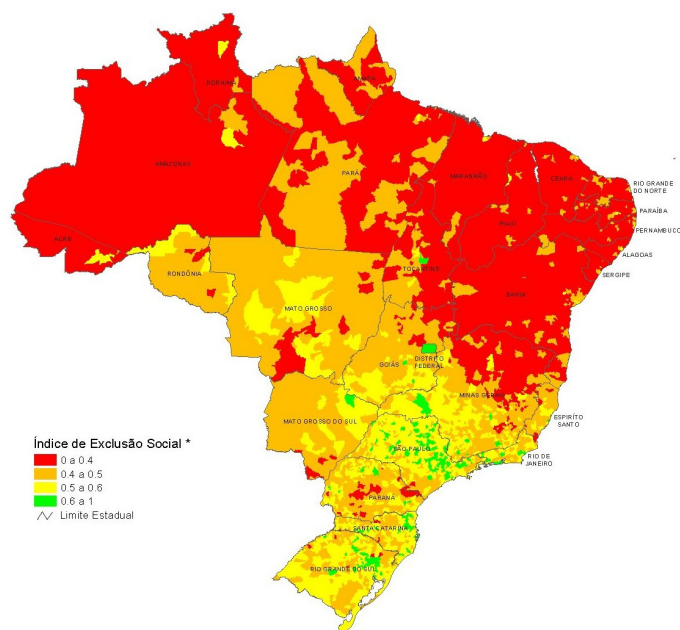 RORAIMA
AMAPÁ
AMAZONAS
PARÁ
MARANHÃO
CEARÁ
RIO GRANDE
DO NORTE
PARAÍBA
PERNAMBUCO
PIAUÍ
ACRE
ALAGOAS
SERGIPE
TOCANTINS
RONDÔNIA
BAHIA
MATO GROSSO
DISTRITO
FEDERAL
GOIÁS
MINAS GERAIS
MATO GROSSO DO SUL
ESPIRÍTO
SANTO
SÃO PAULO
RIO DE
JANEIRO
Índice de Exclusão Social *
0 a 0.4
0.4 a 0.5
0.5 a 0.6
0.6 a 1
Limite Estadual
PARANÁ
SANTA CATARINA
RIO GRANDE DO SUL